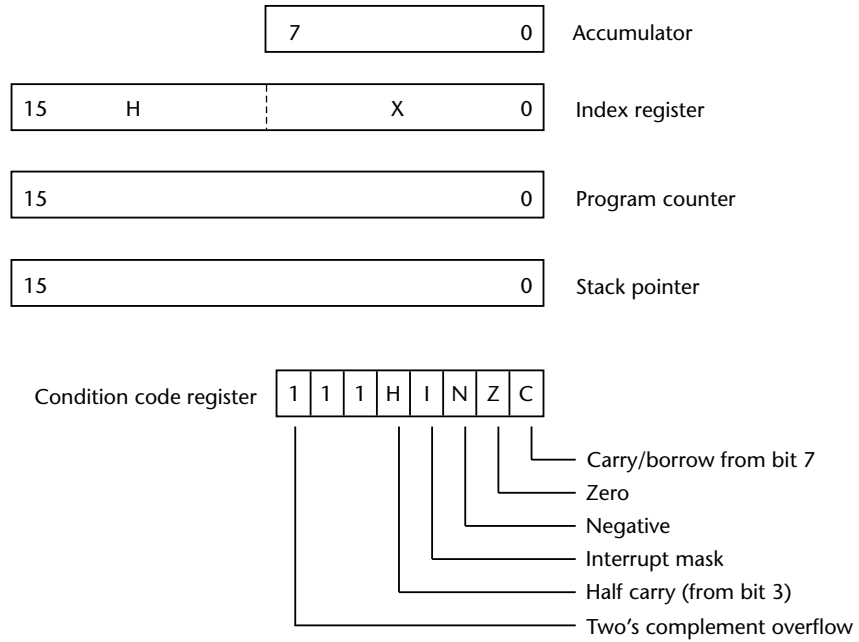 7 0 Accumulator
15 H X 0 Index register
15 0 Program counter
15 0 Stack pointer
Condition code register 1 1 1 H I N Z C
Carry/borrow from bit 7
Zero
Negative
Interrupt mask
Half carry (from bit 3)
Two's complement overflow